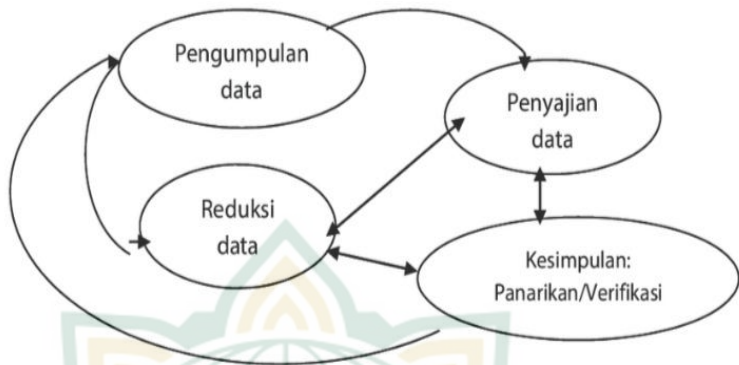 Pengumpulan
data
Penyajian
data
Reduksi
data
Kesimpulan:
Panarikan/Verifikasi